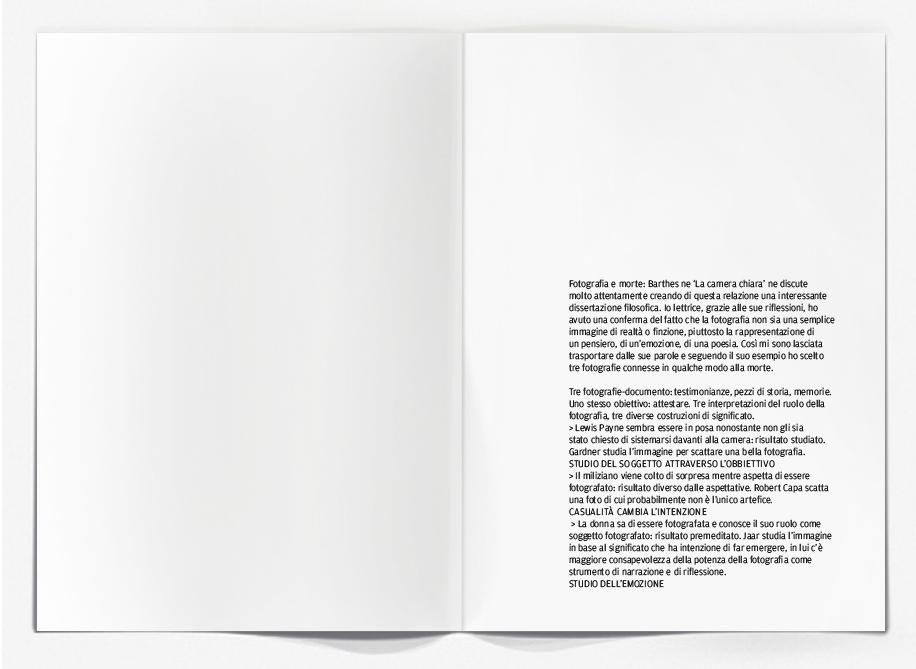 Fotografia e morte: Barthes ne 'La camera chiara' ne discute
molto attentamente creando di questa relazione una interessante
dissertazione filosofica. Io lettrice, grazie alle sue riflessioni, ho
avuto una conferma del fatto che la fotografia non sia una semplice
immagine di realtà o finzione, piuttosto la rappresentazione di
un pensiero, di un'emozione, di una poesia. Così mi sono lasciata
trasportare dalle sue parole e seguendo il suo esempio ho scelto
tre fotografie connesse in qualche modo alla morte.

Tre fotografie-documento: testimonianze, pezzi di storia, memorie.
Uno stesso obiettivo: attestare. Tre interpretazioni del ruolo della
fotografia, tre diverse costruzioni di significato.
> Lewis Payne sembra essere in posa nonostante non gli sia
stato chiesto di sistemarsi davanti alla camera: risultato studiato.
Gardner studia l'immagine per scattare una bella fotografia.
STUDIO DEL SOGGETTO ATTRAVERSO L'OBBIETTIVO
> Il miliziano viene colto di sorpresa mentre aspetta di essere
fotografato: risultato diverso dalle aspettative. Robert Capa scatta
una foto di cui probabilmente non è l'unico artefice.
CASUALITÀ CAMBIA L'INTENZIONE
> La donna sa di essere fotografata e conosce il suo ruolo come
soggetto fotografato: risultato premeditato. Jaar studia l'immagine
in base al significato che ha intenzione di far emergere, in lui c'è
maggiore consapevolezza della potenza della fotografia come
strumento di narrazione e di riflessione.
STUDIO DELL'EMOZIONE